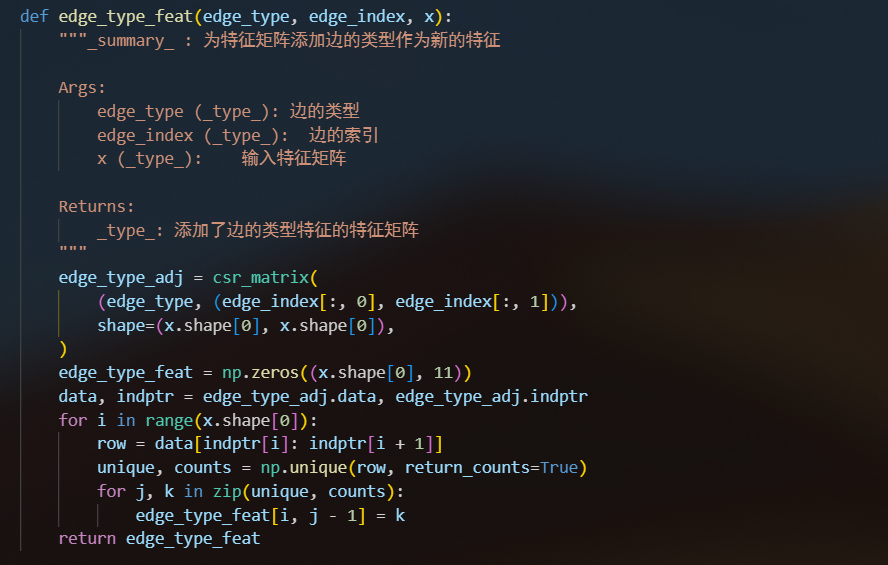 def edge_type_feat(edge_type, edge_index, x):
    """_summary_ : 为特征矩阵添加边的类型作为新的特征

    Args:
        edge_type (_type_): 边的类型
        edge_index (_type_):  边的索引
        x (_type_):    输入特征矩阵

    Returns:
        _type_: 添加了边的类型特征的特征矩阵
    """
    edge_type_adj = csr_matrix(
        (edge_type, (edge_index[:, 0], edge_index[:, 1])),
        shape=(x.shape[0], x.shape[0]),
    )
    edge_type_feat = np.zeros((x.shape[0], 11))
    data, indptr = edge_type_adj.data, edge_type_adj.indptr
    for i in range(x.shape[0]):
        row = data[indptr[i]: indptr[i + 1]]
        unique, counts = np.unique(row, return_counts=True)
        for j, k in zip(unique, counts):
            edge_type_feat[i, j - 1] = k
    return edge_type_feat